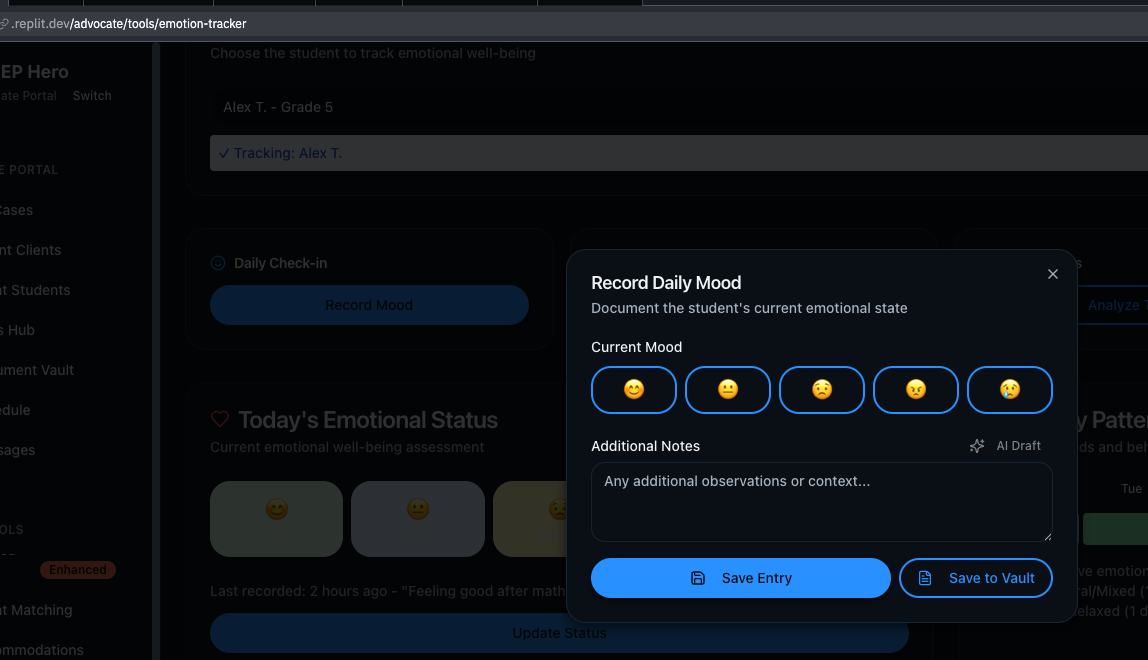 .replit.dev/advocate/tools/emotion-tracker
Choose the student to track emotional well-being
EP Hero
ate Portal Switch
Alex T. - Grade 5
✓ Tracking: Alex T.
E PORTAL
Cases
nt Clients
nt Students
s Hub
ument Vault
edule
sages
OLS
Enhanced
nt Matching
ommodations
Daily Check-in
Record Mood
s
Analyze T
Today's Emotional Status
Current emotional well-being assessment
Last recorded: 2 hours ago - "Feeling good after math
Update Status
Record Daily Mood
Document the student's current emotional state
Current Mood
Additional Notes
AI Draft
Any additional observations or context...
Save Entry
Save to Vault
y Patte
ds and beh
Tue
ve emotion
ral/Mixed (
elaxed (1 d